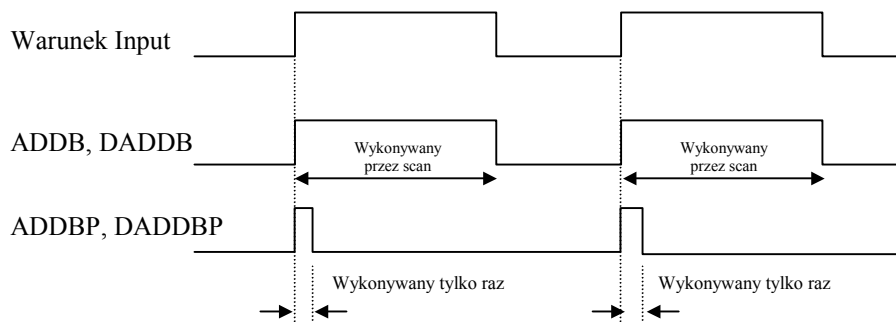 Warunek Input
ADDB, DADDB
Wykonywany
przez scan
Wykonywany
przez scan
ADDBP, DADDBP
Wykonywany tylko raz
Wykonywany tylko raz